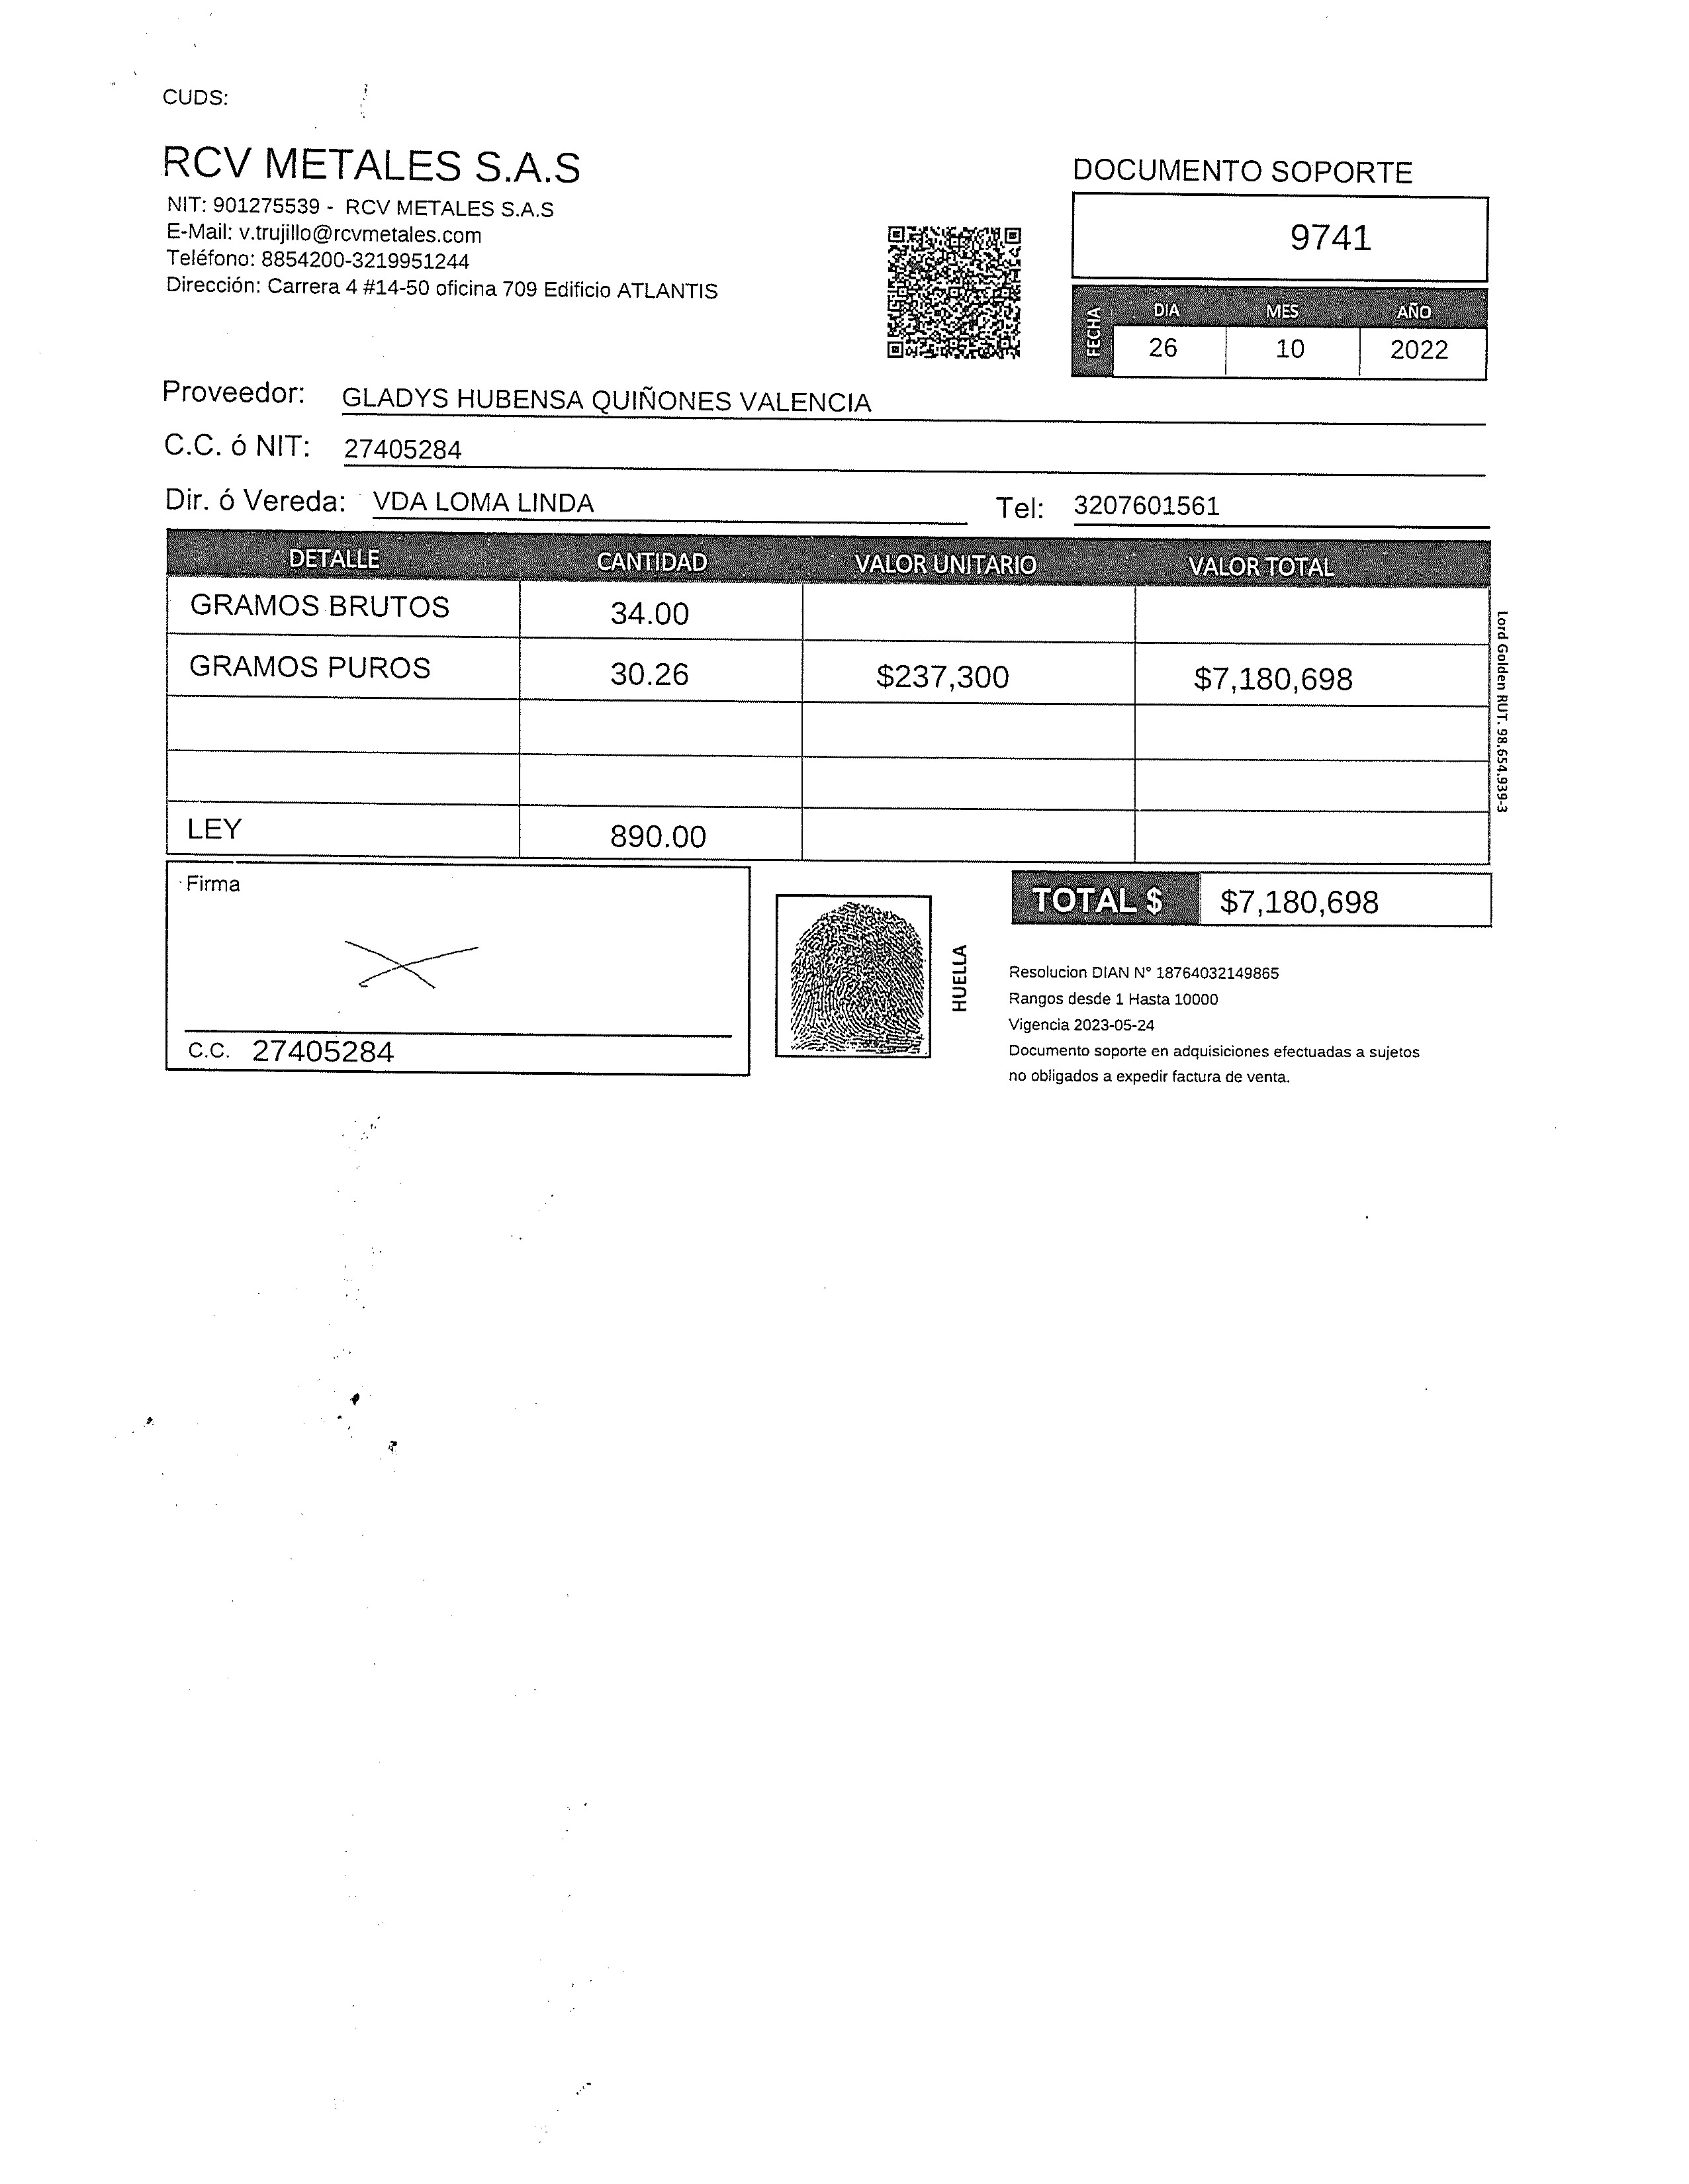 CUDS:
RCV METALES S.A.S
NIT: 901275539 - RCV METALES S.A.S
E-Mail: v.trujillo@rcvmetales.com
Teléfono: 8854200-3219951244
Dirección: Carrera 4 #14-50 oficina 709 Edificio ATLANTIS
DOCUMENTO SOPORTE
9741
FECHA
DIA MES AÑO
26 10 2022
Proveedor: GLADYS HUBENSA QUIÑONES VALENCIA
C.C. ó NIT: 27405284
Dir. ó Vereda: VDA LOMA LINDA Tel: 3207601561
DETALLE CANTIDAD VALOR UNITARIO VALOR TOTAL
GRAMOS BRUTOS 34.00
GRAMOS PUROS 30.26 $237,300 $7,180,698
LEY 890.00
Lord Golden RUT. 98.654.939-3
Firma
C.C. 27405284
HUELLA
TOTAL $ $7,180,698
Resolucion DIAN N° 18764032149865
Rangos desde 1 Hasta 10000
Vigencia 2023-05-24
Documento soporte en adquisiciones efectuadas a sujetos
no obligados a expedir factura de venta.